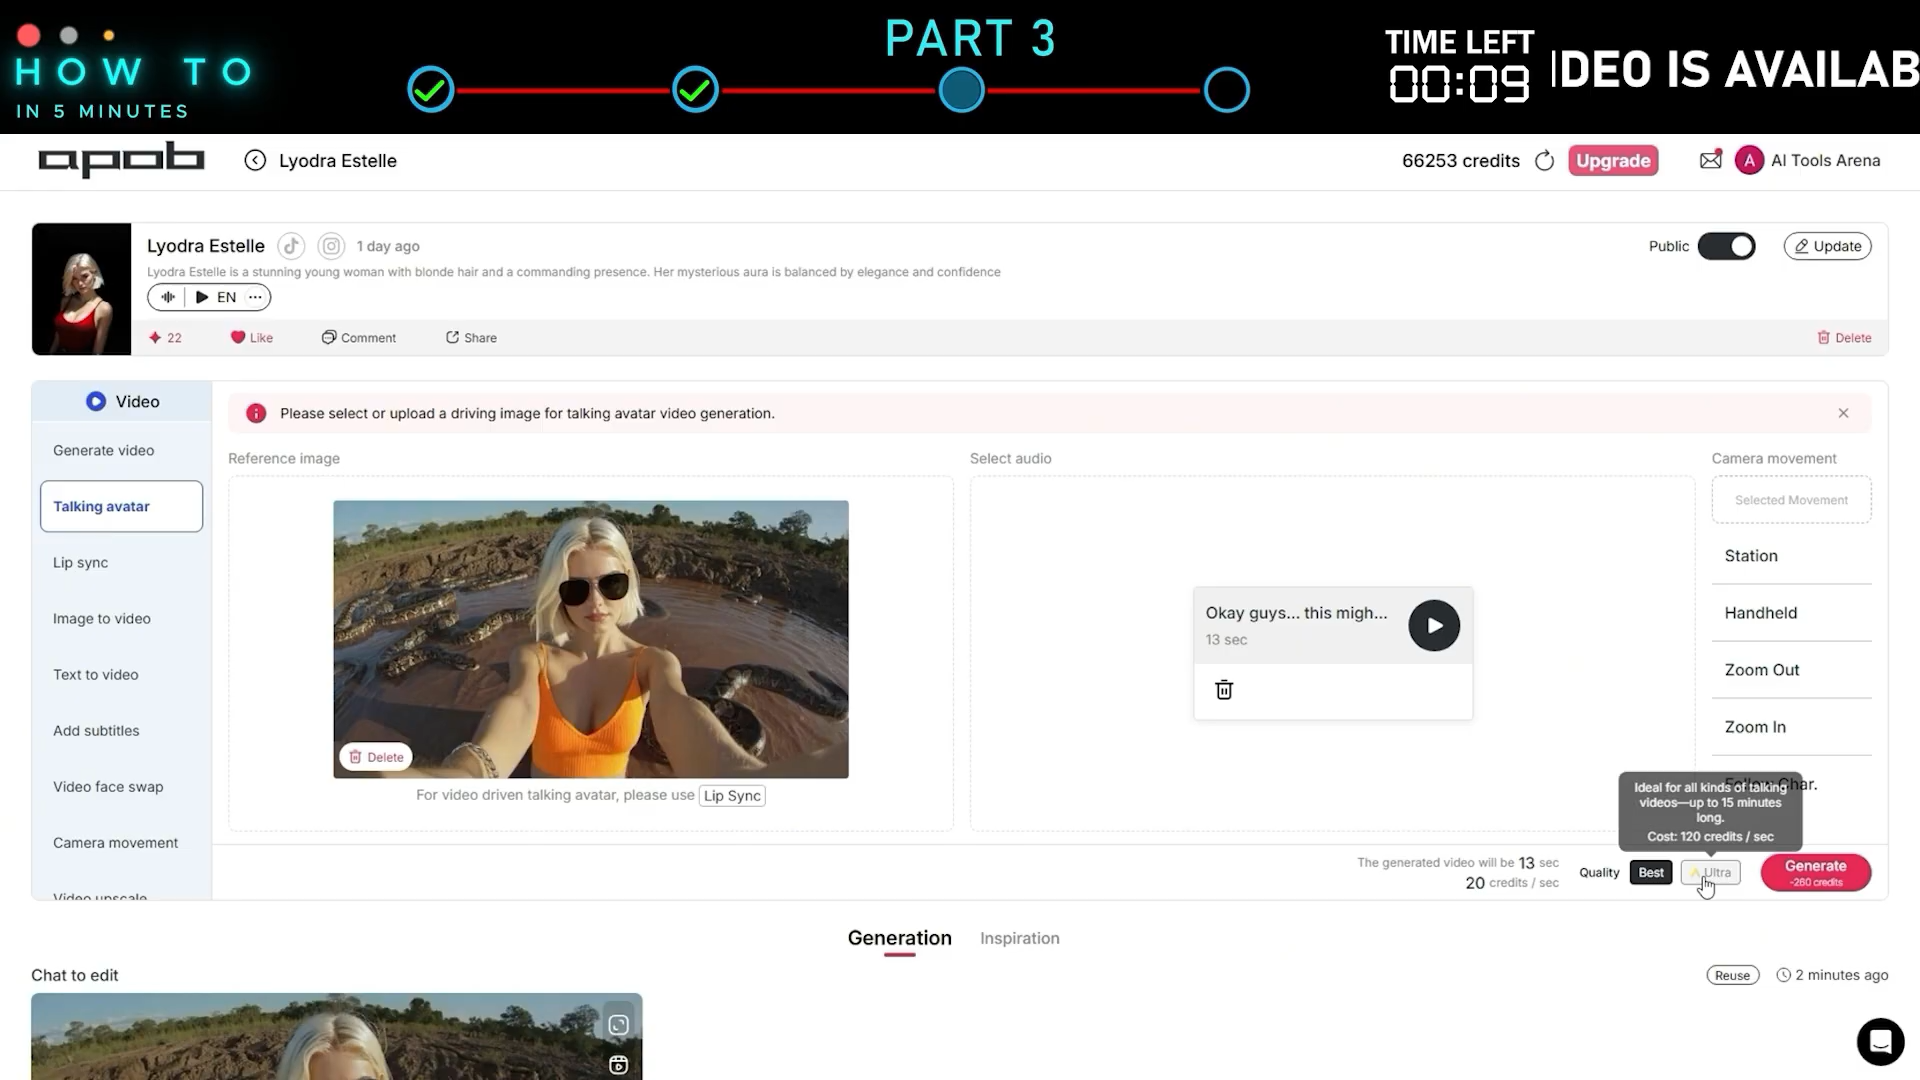 HOW TO
IN 5 MINUTES
PART 3
TIME LEFT
00:09
IDEO IS AVAILAB
apob
Lyodra Estelle
66253 credits
Upgrade
A
AI Tools Arena
Lyodra Estelle
1 day ago
Public
Update
Lyodra Estelle is a stunning young woman with blonde hair and a commanding presence. Her mysterious aura is balanced by elegance and confidence
EN
22
Like
Comment
Share
Delete
Video
Generate video
Talking avatar
Lip sync
Image to video
Text to video
Add subtitles
Video face swap
Camera movement
Video upscale
Please select or upload a driving image for talking avatar video generation.
Reference image
Delete
For video driven talking avatar, please use Lip Sync
Select audio
Okay guys... this migh...
13 sec
Camera movement
Selected Movement
Station
Handheld
Zoom Out
Zoom In
Follow Char.
Ideal for all kinds of talking
videos—up to 15 minutes
long.
Cost: 120 credits / sec
The generated video will be 13 sec
20 credits / sec
Quality
Best
Ultra
Generate
-260 credits
Generation
Inspiration
Chat to edit
Reuse
2 minutes ago